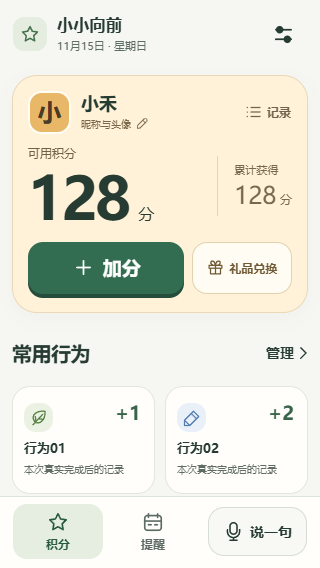 小小向前
11月15日 · 星期日
小
小禾
昵称与头像
记录
可用积分
128 分
累计获得
128 分
加分
礼品兑换
常用行为
管理
+1
行为01
本次真实完成后的记录
+2
行为02
本次真实完成后的记录
积分
提醒
说一句